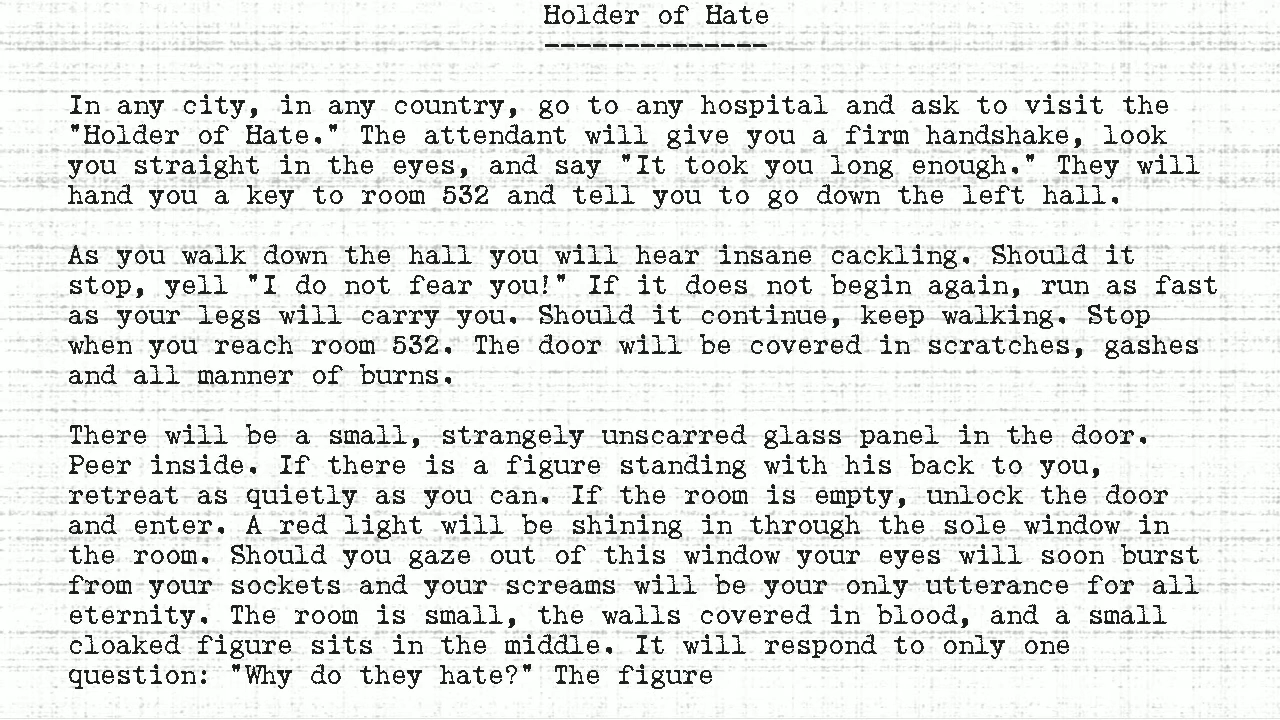 Holder of Hate
--------------
In any city, in any country, go to any hospital and ask to visit the
"Holder of Hate." The attendant will give you a firm handshake, look
you straight in the eyes, and say "It took you long enough." They will
hand you a key to room 532 and tell you to go down the left hall.
As you walk down the hall you will hear insane cackling. Should it
stop, yell "I do not fear you!" If it does not begin again, run as fast
as your legs will carry you. Should it continue, keep walking. Stop
when you reach room 532. The door will be covered in scratches, gashes
and all manner of burns.
There will be a small, strangely unscarred glass panel in the door.
Peer inside. If there is a figure standing with his back to you,
retreat as quietly as you can. If the room is empty, unlock the door
and enter. A red light will be shining in through the sole window in
the room. Should you gaze out of this window your eyes will soon burst
from your sockets and your screams will be your only utterance for all
eternity. The room is small, the walls covered in blood, and a small
cloaked figure sits in the middle. It will respond to only one
question: "Why do they hate?" The figure